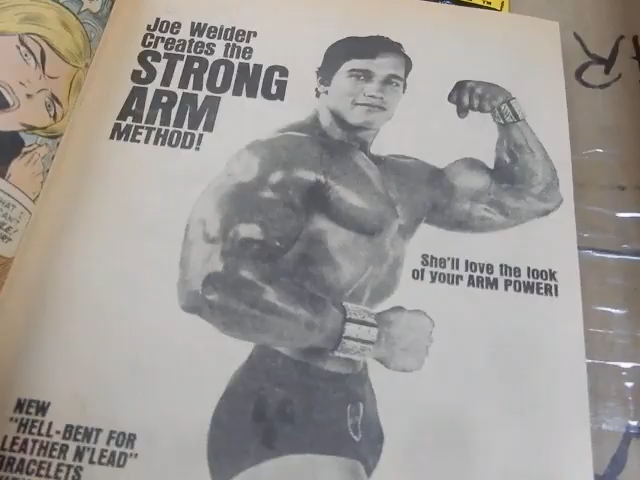 Joe Weider
Creates the
STRONG
ARM
METHOD!
She'll love the look
of your ARM POWER!
NEW
"HELL-BENT FOR
LEATHER N'LEAD"
BRACELETS
R